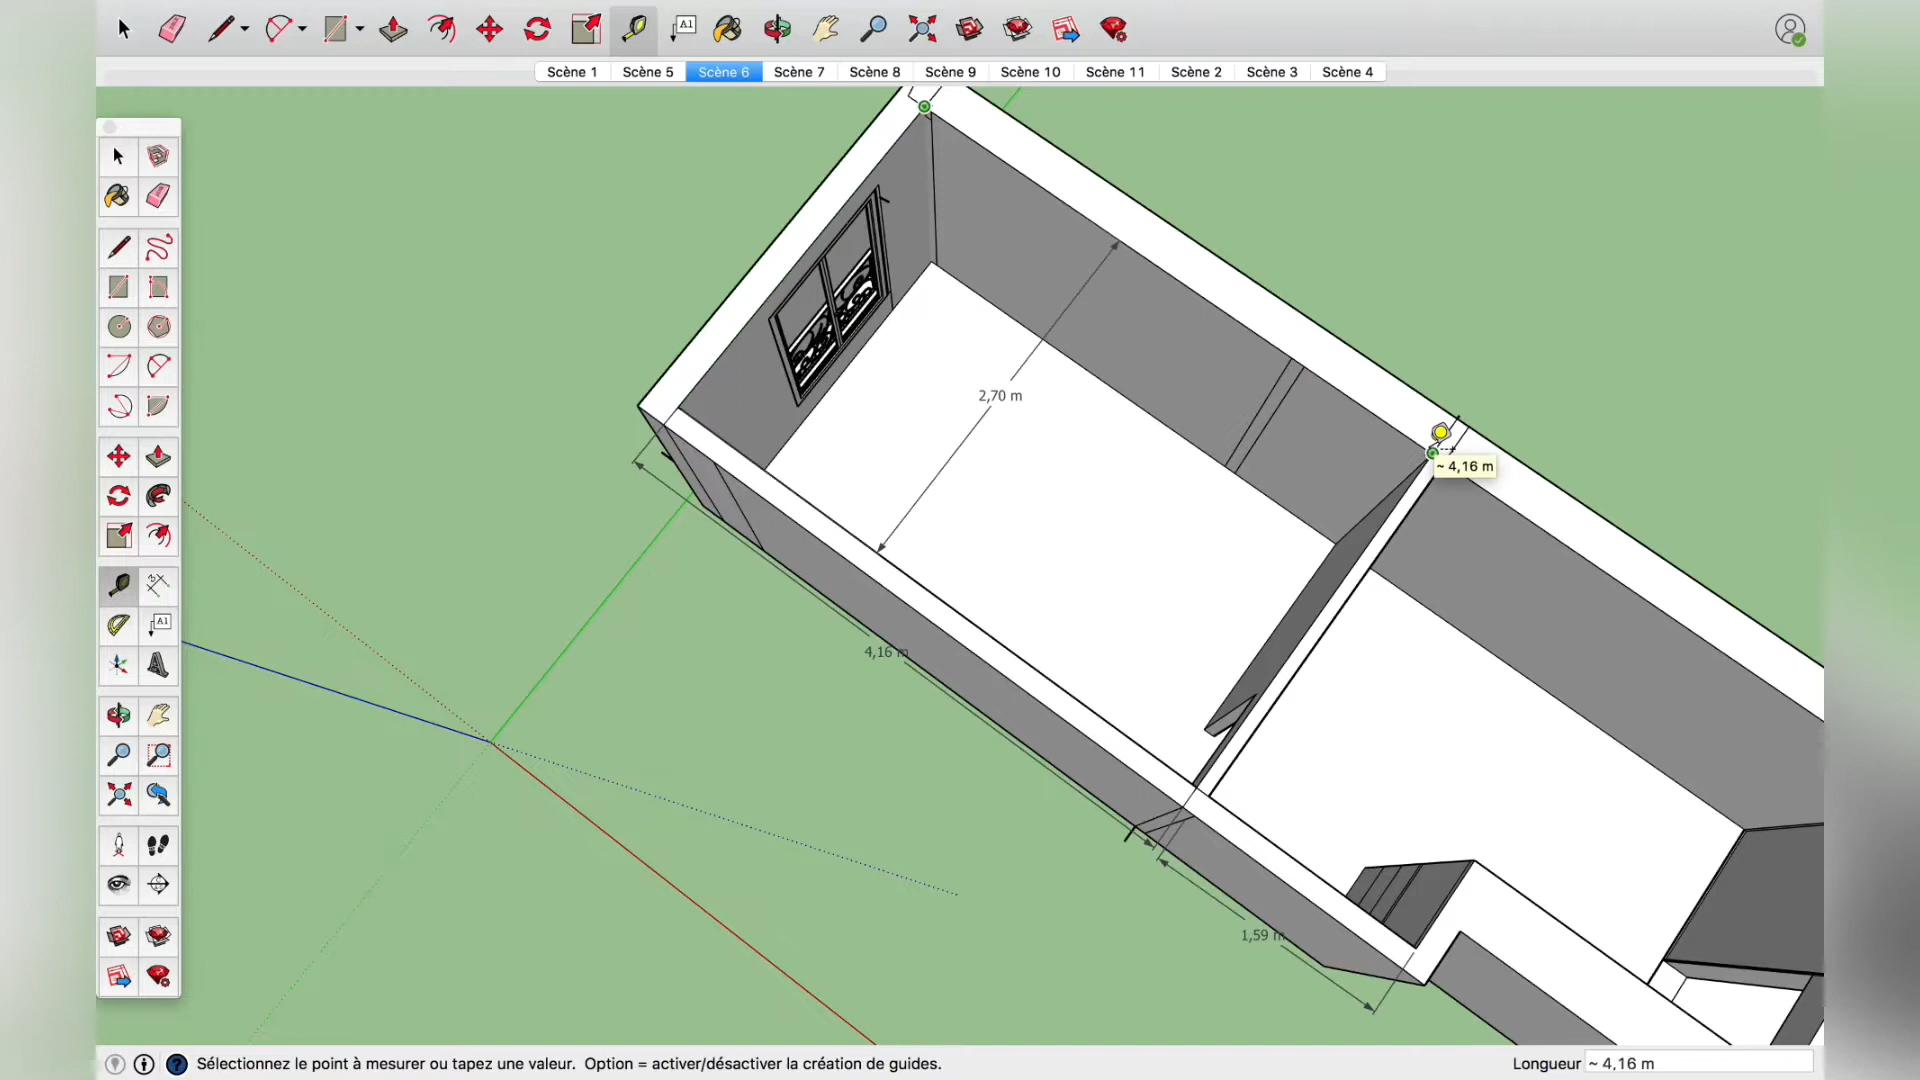 A1
Scène 1 Scène 5 Scène 6 Scène 7 Scène 8 Scène 9 Scène 10 Scène 11 Scène 2 Scène 3 Scène 4
2,70 m
~ 4,16 m
A1
4,16 m
1,59 m
Sélectionnez le point à mesurer ou tapez une valeur. Option = activer/désactiver la création de guides.
Longueur ~ 4,16 m